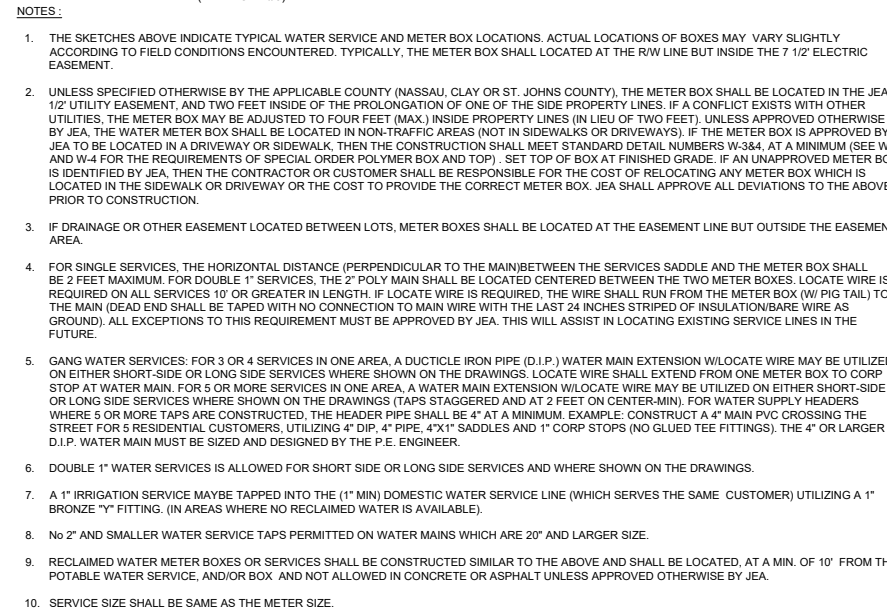 NOTES :
1. THE SKETCHES ABOVE INDICATE TYPICAL WATER SERVICE AND METER BOX LOCATIONS. ACTUAL LOCATIONS OF BOXES MAY VARY SLIGHTLY
ACCORDING TO FIELD CONDITIONS ENCOUNTERED. TYPICALLY, THE METER BOX SHALL LOCATED AT THE R/W LINE BUT INSIDE THE 7 1/2' ELECTRIC
EASEMENT.
2. UNLESS SPECIFIED OTHERWISE BY THE APPLICABLE COUNTY (NASSAU, CLAY OR ST. JOHNS COUNTY), THE METER BOX SHALL BE LOCATED IN THE JEA
1/2' UTILITY EASEMENT, AND TWO FEET INSIDE OF THE PROLONGATION OF ONE OF THE SIDE PROPERTY LINES. IF A CONFLICT EXISTS WITH OTHER
UTILITIES, THE METER BOX MAY BE ADJUSTED TO FOUR FEET (MAX.) INSIDE PROPERTY LINES (IN LIEU OF TWO FEET). UNLESS APPROVED OTHERWISE
BY JEA, THE WATER METER BOX SHALL BE LOCATED IN NON-TRAFFIC AREAS (NOT IN SIDEWALKS OR DRIVEWAYS). IF THE METER BOX IS APPROVED BY
JEA TO BE LOCATED IN A DRIVEWAY OR SIDEWALK, THEN THE CONSTRUCTION SHALL MEET STANDARD DETAIL NUMBERS W-3&4, AT A MINIMUM (SEE W
AND W-4 FOR THE REQUIREMENTS OF SPECIAL ORDER POLYMER BOX AND TOP) . SET TOP OF BOX AT FINISHED GRADE. IF AN UNAPPROVED METER BO
IS IDENTIFIED BY JEA, THEN THE CONTRACTOR OR CUSTOMER SHALL BE RESPONSIBLE FOR THE COST OF RELOCATING ANY METER BOX WHICH IS
LOCATED IN THE SIDEWALK OR DRIVEWAY OR THE COST TO PROVIDE THE CORRECT METER BOX. JEA SHALL APPROVE ALL DEVIATIONS TO THE ABOVE
PRIOR TO CONSTRUCTION.
3. IF DRAINAGE OR OTHER EASEMENT LOCATED BETWEEN LOTS, METER BOXES SHALL BE LOCATED AT THE EASEMENT LINE BUT OUTSIDE THE EASEMEN
AREA.
4. FOR SINGLE SERVICES, THE HORIZONTAL DISTANCE (PERPENDICULAR TO THE MAIN)BETWEEN THE SERVICES SADDLE AND THE METER BOX SHALL
BE 2 FEET MAXIMUM. FOR DOUBLE 1" SERVICES, THE 2" POLY MAIN SHALL BE LOCATED CENTERED BETWEEN THE TWO METER BOXES. LOCATE WIRE IS
REQUIRED ON ALL SERVICES 10' OR GREATER IN LENGTH. IF LOCATE WIRE IS REQUIRED, THE WIRE SHALL RUN FROM THE METER BOX (W/ PIG TAIL) TO
THE MAIN (DEAD END SHALL BE TAPED WITH NO CONNECTION TO MAIN WIRE WITH THE LAST 24 INCHES STRIPED OF INSULATION/BARE WIRE AS
GROUND). ALL EXCEPTIONS TO THIS REQUIREMENT MUST BE APPROVED BY JEA. THIS WILL ASSIST IN LOCATING EXISTING SERVICE LINES IN THE
FUTURE.
5. GANG WATER SERVICES: FOR 3 OR 4 SERVICES IN ONE AREA, A DUCTICLE IRON PIPE (D.I.P.) WATER MAIN EXTENSION W/LOCATE WIRE MAY BE UTILIZED
ON EITHER SHORT-SIDE OR LONG SIDE SERVICES WHERE SHOWN ON THE DRAWINGS. LOCATE WIRE SHALL EXTEND FROM ONE METER BOX TO CORP
STOP AT WATER MAIN. FOR 5 OR MORE SERVICES IN ONE AREA, A WATER MAIN EXTENSION W/LOCATE WIRE MAY BE UTILIZED ON EITHER SHORT-SIDE
OR LONG SIDE SERVICES WHERE SHOWN ON THE DRAWINGS (TAPS STAGGERED AND AT 2 FEET ON CENTER-MIN). FOR WATER SUPPLY HEADERS
WHERE 5 OR MORE TAPS ARE CONSTRUCTED, THE HEADER PIPE SHALL BE 4" AT A MINIMUM. EXAMPLE: CONSTRUCT A 4" MAIN PVC CROSSING THE
STREET FOR 5 RESIDENTIAL CUSTOMERS, UTILIZING 4" DIP, 4" PIPE, 4"X1" SADDLES AND 1" CORP STOPS (NO GLUED TEE FITTINGS). THE 4" OR LARGER
D.I.P. WATER MAIN MUST BE SIZED AND DESIGNED BY THE P.E. ENGINEER.
6. DOUBLE 1" WATER SERVICES IS ALLOWED FOR SHORT SIDE OR LONG SIDE SERVICES AND WHERE SHOWN ON THE DRAWINGS.
7. A 1" IRRIGATION SERVICE MAYBE TAPPED INTO THE (1" MIN) DOMESTIC WATER SERVICE LINE (WHICH SERVES THE SAME CUSTOMER) UTILIZING A 1"
BRONZE "Y" FITTING. (IN AREAS WHERE NO RECLAIMED WATER IS AVAILABLE).
8. No 2" AND SMALLER WATER SERVICE TAPS PERMITTED ON WATER MAINS WHICH ARE 20" AND LARGER SIZE.
9. RECLAIMED WATER METER BOXES OR SERVICES SHALL BE CONSTRUCTED SIMILAR TO THE ABOVE AND SHALL BE LOCATED, AT A MIN. OF 10' FROM TH
POTABLE WATER SERVICE, AND/OR BOX AND NOT ALLOWED IN CONCRETE OR ASPHALT UNLESS APPROVED OTHERWISE BY JEA.
10. SERVICE SIZE SHALL BE SAME AS THE METER SIZE.